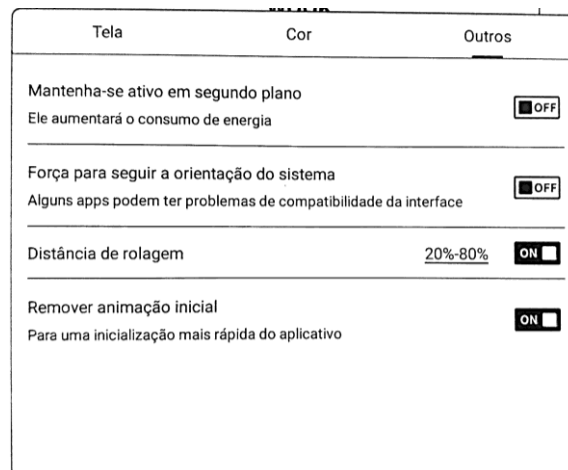 Tela
Cor
Outros
Mantenha-se ativo em segundo plano
OFF
Ele aumentará o consumo de energia
Força para seguir a orientação do sistema
OFF
Alguns apps podem ter problemas de compatibilidade da interface
Distância de rolagem
20%-80%
ON
Remover animação inicial
ON
Para uma inicialização mais rápida do aplicativo